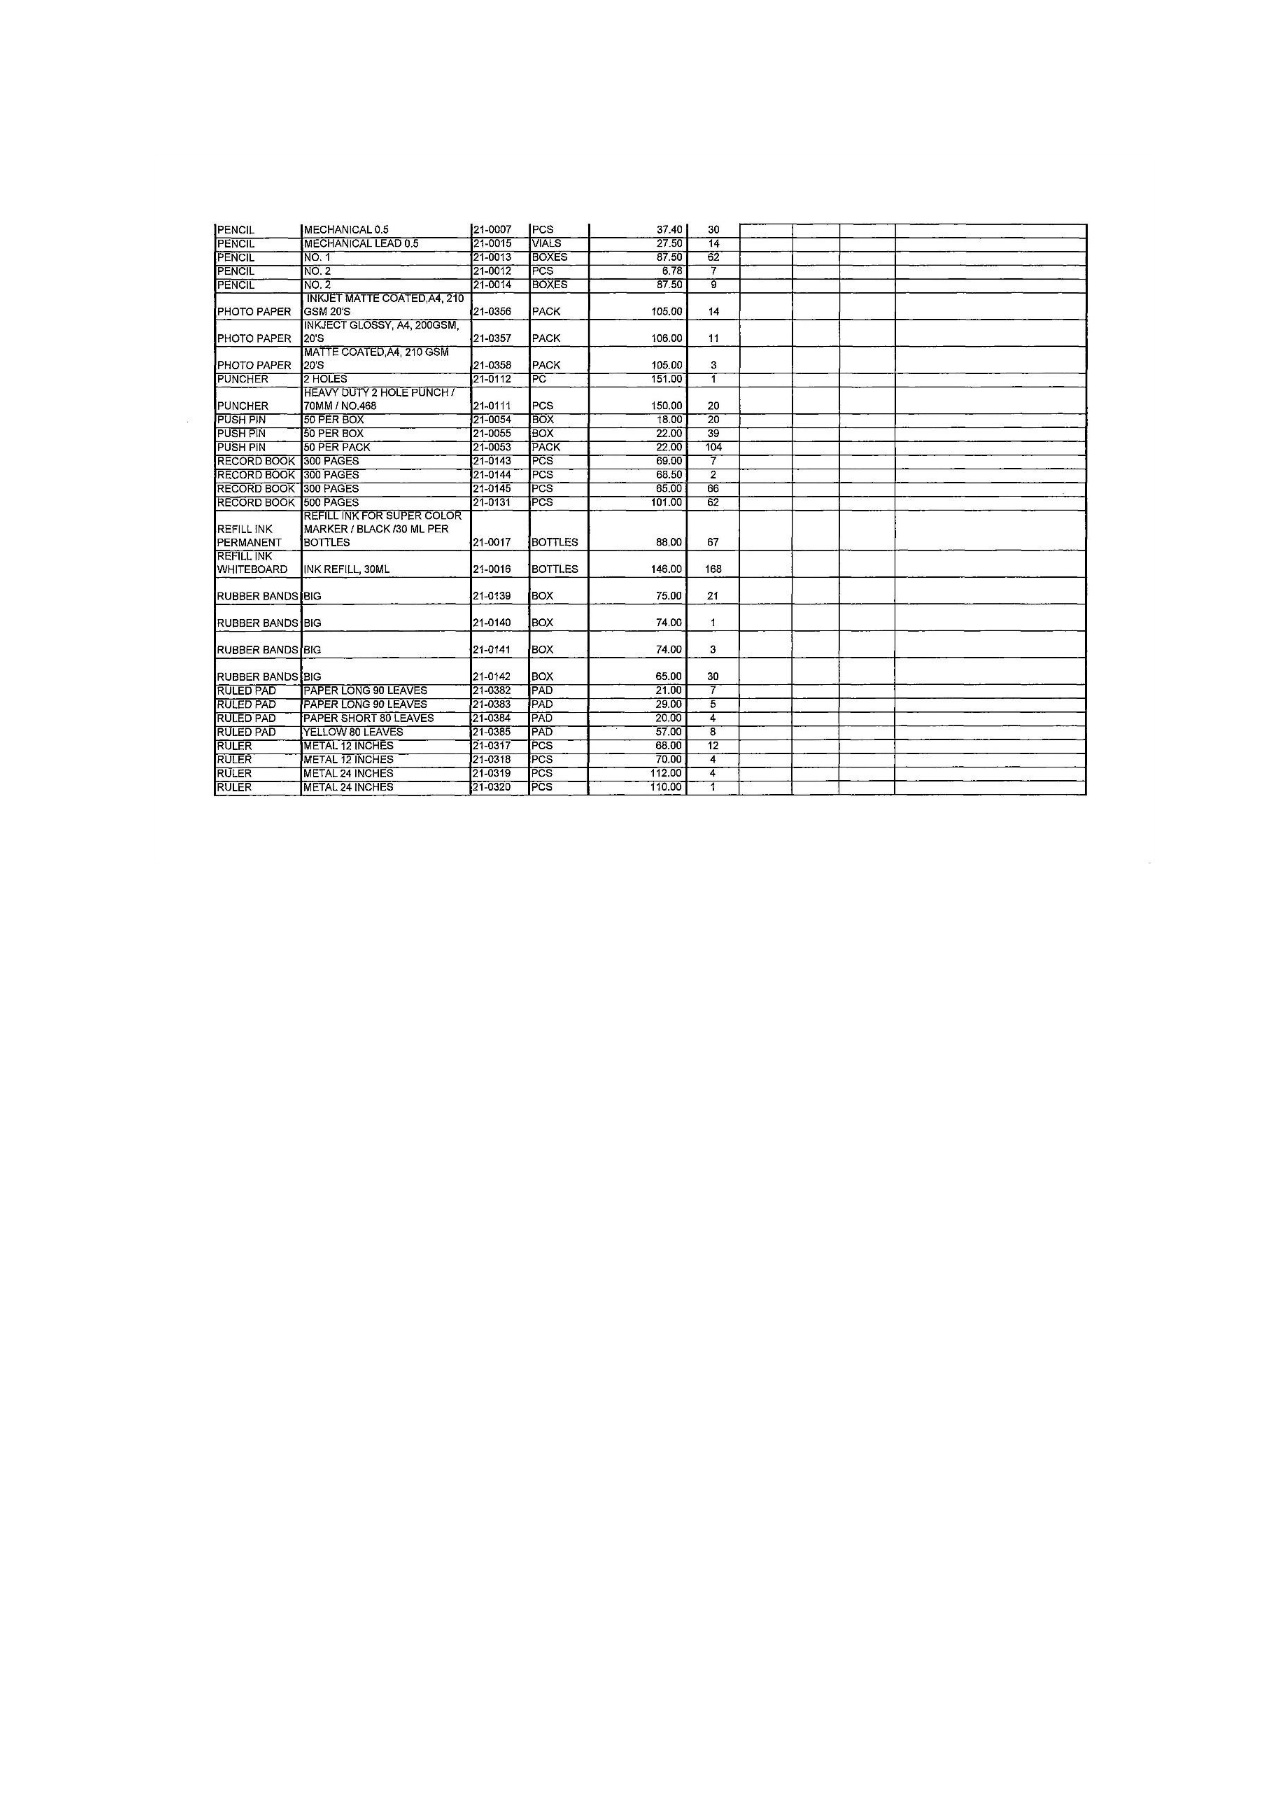 PENCIL MECHANICAL 0.5 21-0007 PCS 37.40 30
PENCIL MECHANICAL LEAD 0.5 21-0015 VIALS 27.50 14
PENCIL NO. 1 21-0013 BOXES 87.50 62
PENCIL NO. 2 21-0012 PCS 6.78 7
PENCIL NO. 2 21-0014 BOXES 87.50 9
INKJET MATTE COATED,A4, 210
PHOTO PAPER GSM 20'S 21-0356 PACK 105.00 14
INKJECT GLOSSY, A4, 200GSM,
PHOTO PAPER 20'S 21-0357 PACK 106.00 11
MATTE COATED,A4, 210 GSM
PHOTO PAPER 20'S 21-0358 PACK 105.00 3
PUNCHER 2 HOLES 21-0112 PC 151.00 1
HEAVY DUTY 2 HOLE PUNCH /
PUNCHER 70MM / NO.468 21-0111 PCS 150.00 20
PUSH PIN 50 PER BOX 21-0054 BOX 18.00 20
PUSH PIN 50 PER BOX 21-0055 BOX 22.00 39
PUSH PIN 50 PER PACK 21-0053 PACK 22.00 104
RECORD BOOK 300 PAGES 21-0143 PCS 69.00 7
RECORD BOOK 300 PAGES 21-0144 PCS 68.50 2
RECORD BOOK 300 PAGES 21-0145 PCS 65.00 66
RECORD BOOK 500 PAGES 21-0131 PCS 101.00 62
REFILL INK FOR SUPER COLOR
REFILL INK MARKER / BLACK /30 ML PER
PERMANENT BOTTLES 21-0017 BOTTLES 88.00 67
REFILL INK
WHITEBOARD INK REFILL, 30ML 21-0016 BOTTLES 146.00 168
RUBBER BANDS BIG 21-0139 BOX 75.00 21
RUBBER BANDS BIG 21-0140 BOX 74.00 1
RUBBER BANDS BIG 21-0141 BOX 74.00 3
RUBBER BANDS BIG 21-0142 BOX 65.00 30
RULED PAD PAPER LONG 90 LEAVES 21-0382 PAD 21.00 7
RULED PAD PAPER LONG 90 LEAVES 21-0383 PAD 29.00 5
RULED PAD PAPER SHORT 80 LEAVES 21-0384 PAD 20.00 4
RULED PAD YELLOW 80 LEAVES 21-0385 PAD 57.00 8
RULER METAL 12 INCHES 21-0317 PCS 68.00 12
RULER METAL 12 INCHES 21-0318 PCS 70.00 4
RULER METAL 24 INCHES 21-0319 PCS 112.00 4
RULER METAL 24 INCHES 21-0320 PCS 110.00 1